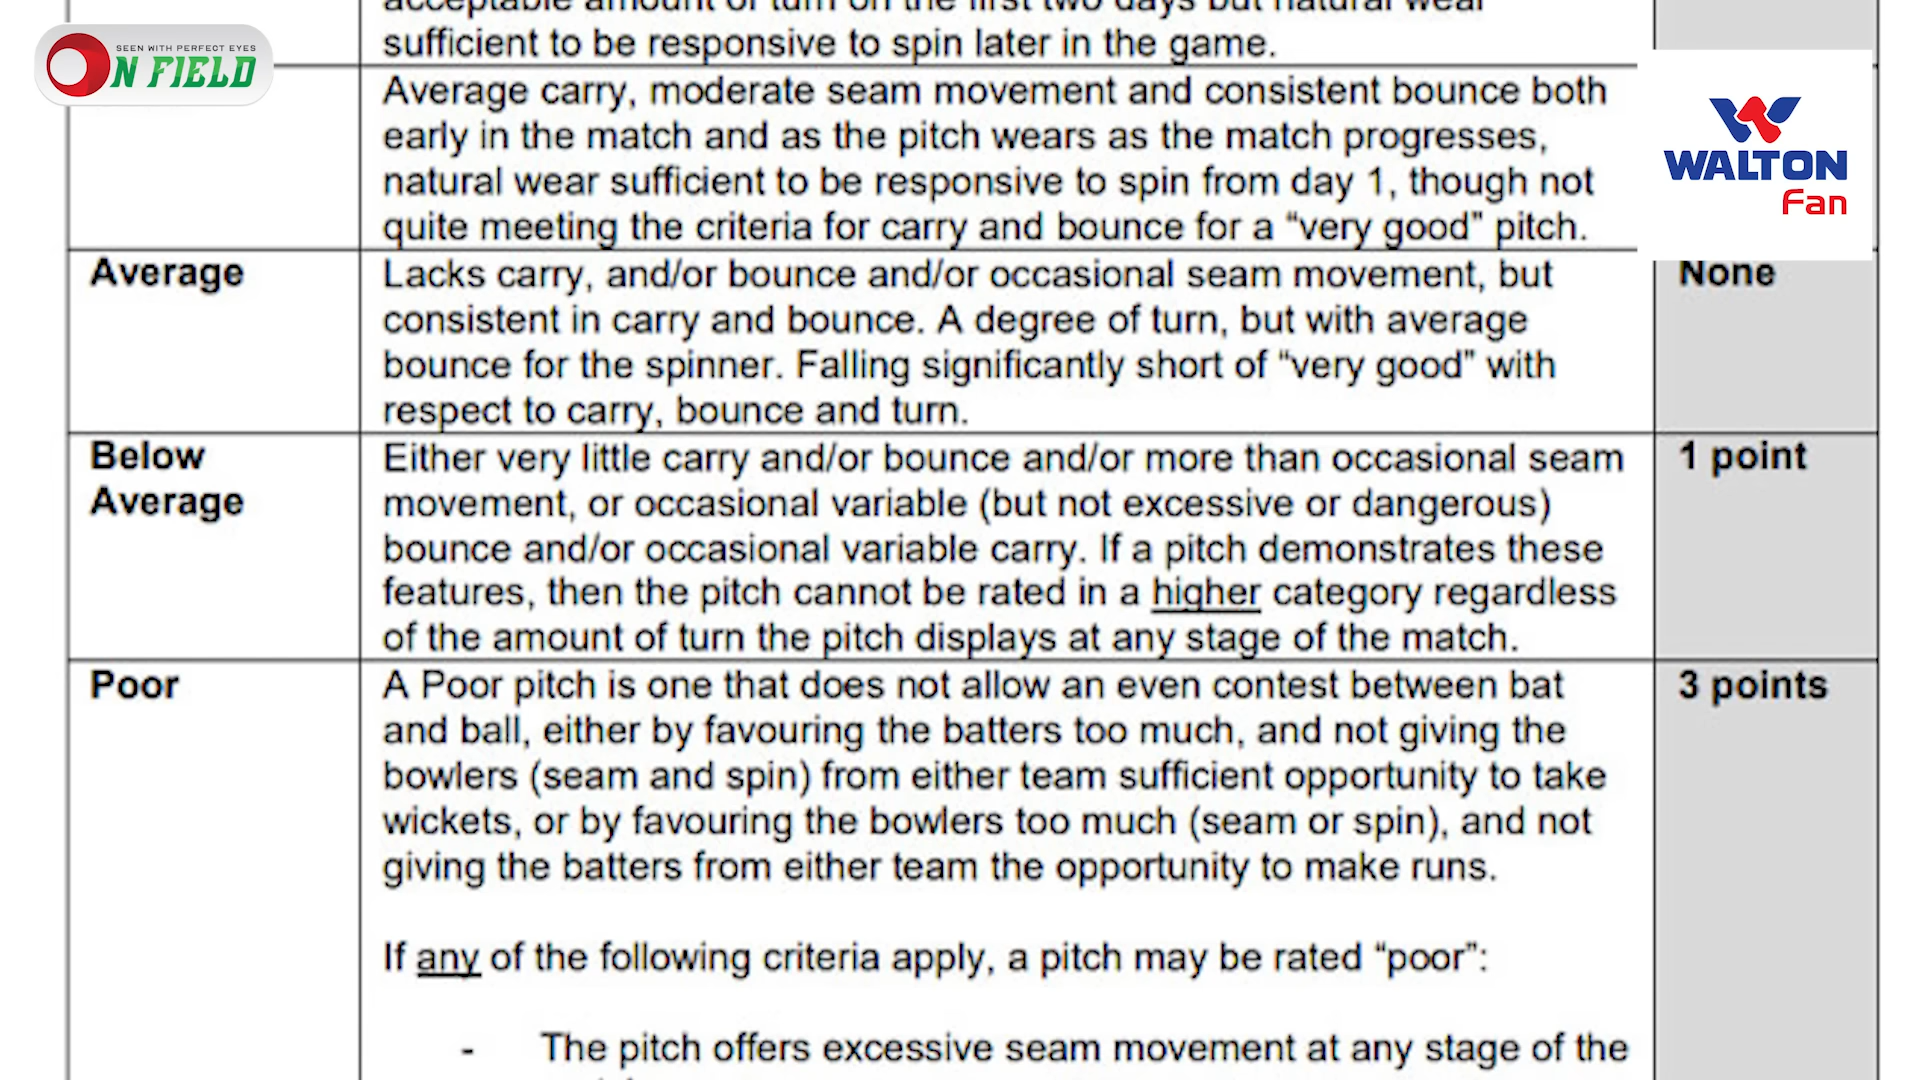 SEEN WITH PERFECT EYES
ON FIELD
WALTON
Fan
acceptable amount of turn on the first two days but natural wear
sufficient to be responsive to spin later in the game.
Average carry, moderate seam movement and consistent bounce both
early in the match and as the pitch wears as the match progresses,
natural wear sufficient to be responsive to spin from day 1, though not
quite meeting the criteria for carry and bounce for a “very good” pitch.
Average
Lacks carry, and/or bounce and/or occasional seam movement, but
consistent in carry and bounce. A degree of turn, but with average
bounce for the spinner. Falling significantly short of “very good” with
respect to carry, bounce and turn.
None
Below
Average
Either very little carry and/or bounce and/or more than occasional seam
movement, or occasional variable (but not excessive or dangerous)
bounce and/or occasional variable carry. If a pitch demonstrates these
features, then the pitch cannot be rated in a higher category regardless
of the amount of turn the pitch displays at any stage of the match.
1 point
Poor
A Poor pitch is one that does not allow an even contest between bat
and ball, either by favouring the batters too much, and not giving the
bowlers (seam and spin) from either team sufficient opportunity to take
wickets, or by favouring the bowlers too much (seam or spin), and not
giving the batters from either team the opportunity to make runs.
3 points
If any of the following criteria apply, a pitch may be rated “poor”:
- The pitch offers excessive seam movement at any stage of the